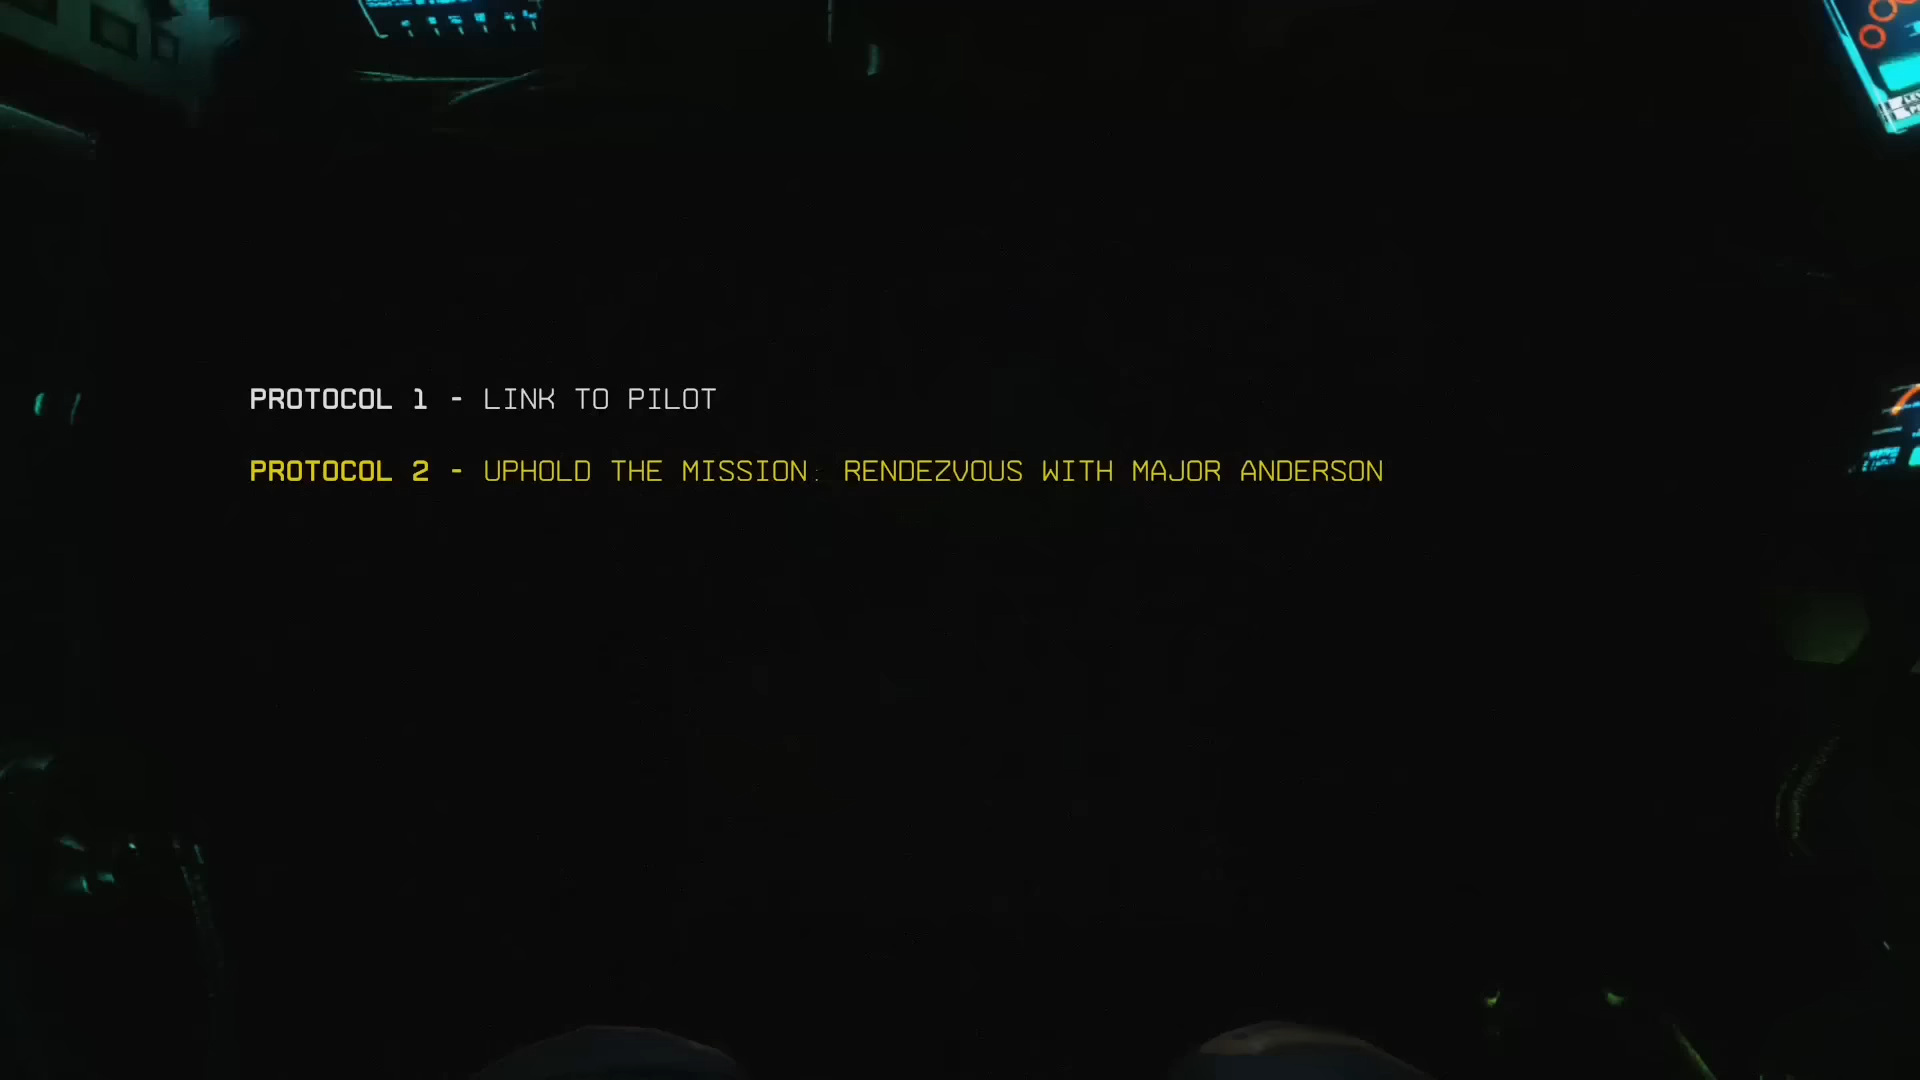 PROTOCOL 1 - LINK TO PILOT
PROTOCOL 2 - UPHOLD THE MISSION: RENDEZVOUS WITH MAJOR ANDERSON